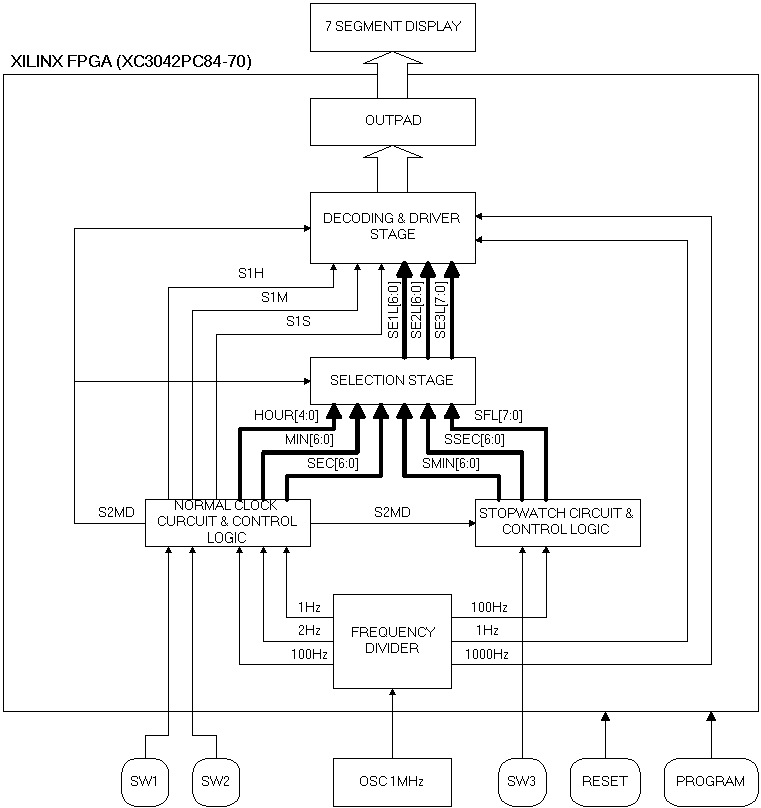 7 SEGMENT DISPLAY
XILINX FPGA (XC3042PC84-70)
OUTPAD
DECODING & DRIVER
STAGE
S1H
S1M
S1S
SE1L[6:0]
SE2L[6:0]
SE3L[7:0]
SELECTION STAGE
HOUR[4:0]
SFL[7:0]
MIN[6:0]
SSEC[6:0]
SEC[6:0]
SMIN[6:0]
S2MD
NORMAL CLOCK
CURCUIT & CONTROL
LOGIC
S2MD
STOPWATCH CIRCUIT &
CONTROL LOGIC
1Hz
2Hz
100Hz
FREQUENCY
DIVIDER
100Hz
1Hz
1000Hz
SW1
SW2
OSC 1MHz
SW3
RESET
PROGRAM